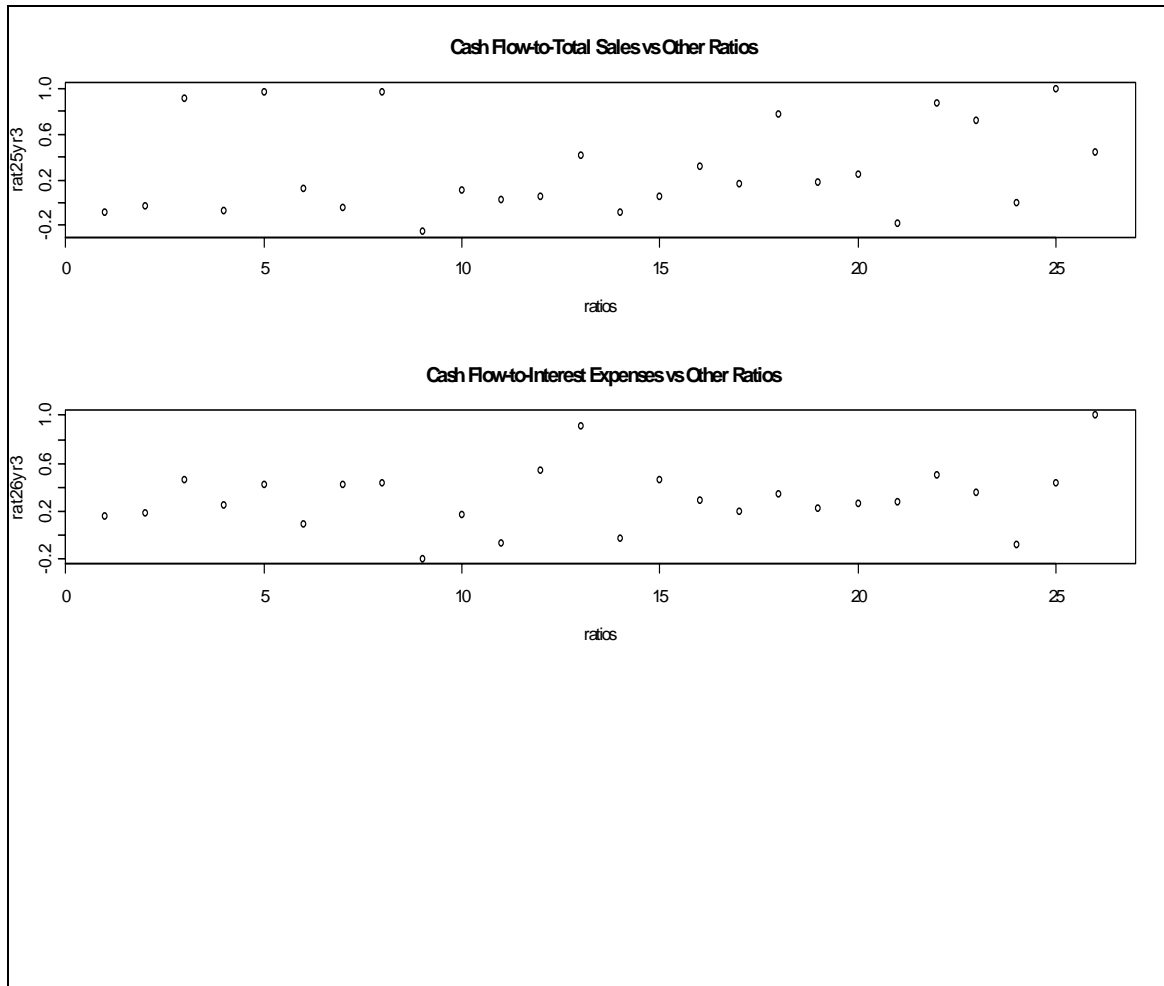 Cash Flow-to-Total Sales vs Other Ratios
rat25yr3
1.0
0.6
0.2
-0.2
0 5 10 15 20 25
ratios
Cash Flow-to-Interest Expenses vs Other Ratios
rat26yr3
1.0
0.6
0.2
-0.2
0 5 10 15 20 25
ratios